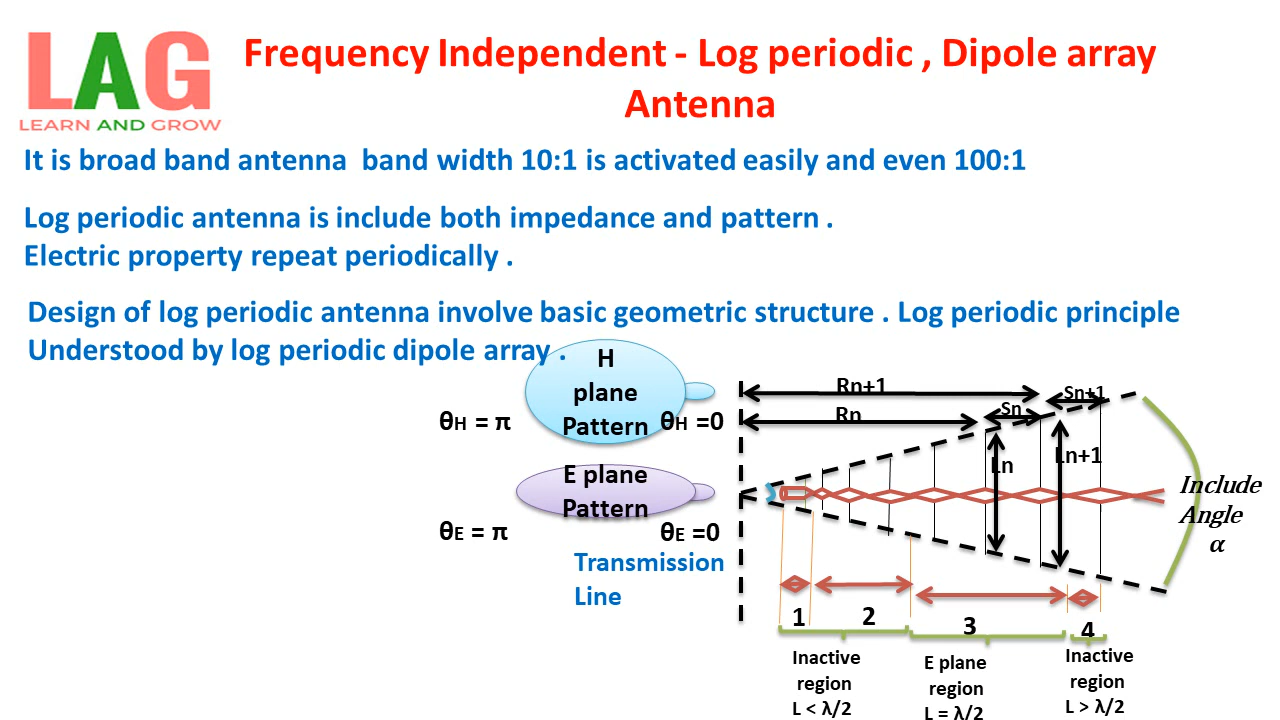 LAG
LEARN AND GROW
Frequency Independent - Log periodic , Dipole array
Antenna
It is broad band antenna band width 10:1 is activated easily and even 100:1
Log periodic antenna is include both impedance and pattern .
Electric property repeat periodically .
Design of log periodic antenna involve basic geometric structure . Log periodic principle
Understood by log periodic dipole array .
H
plane
Pattern
θH = π
θH =0
E plane
Pattern
θE = π
θE =0
Transmission
Line
Rn+1
Sn+1
Rn
Sn
Ln
Ln+1
Include
Angle
α
1
2
3
4
Inactive
region
L < λ/2
E plane
region
L = λ/2
Inactive
region
L > λ/2